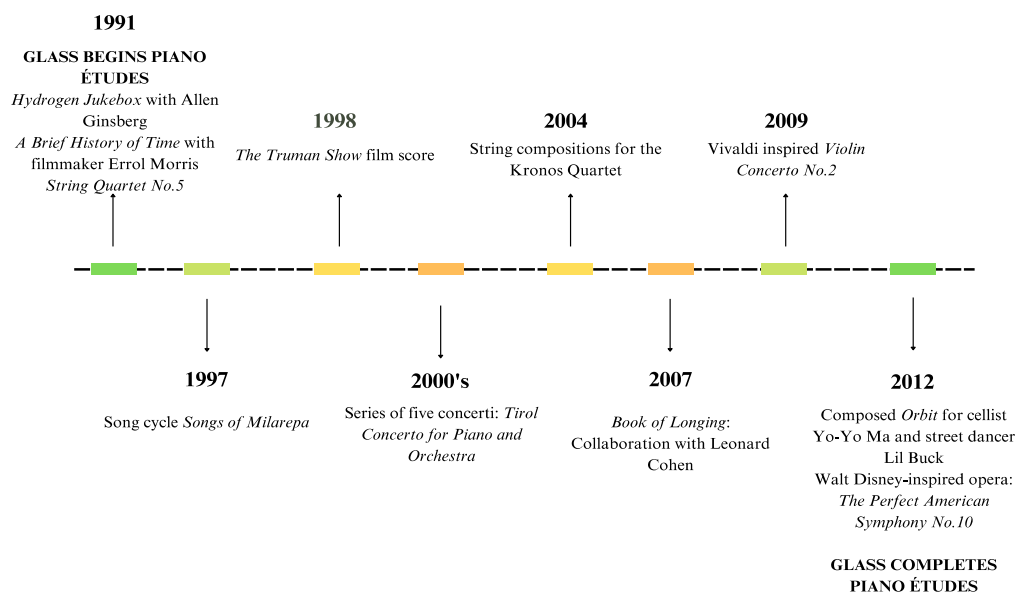 1991
GLASS BEGINS PIANO
ÉTUDES
Hydrogen Jukebox with Allen
Ginsberg
A Brief History of Time with
filmmaker Errol Morris
String Quartet No.5
1998
The Truman Show film score
2004
String compositions for the
Kronos Quartet
2009
Vivaldi inspired Violin
Concerto No.2
1997
Song cycle Songs of Milarepa
2000's
Series of five concerti: Tirol
Concerto for Piano and
Orchestra
2007
Book of Longing:
Collaboration with Leonard
Cohen
2012
Composed Orbit for cellist
Yo-Yo Ma and street dancer
Lil Buck
Walt Disney-inspired opera:
The Perfect American
Symphony No.10
GLASS COMPLETES
PIANO ÉTUDES